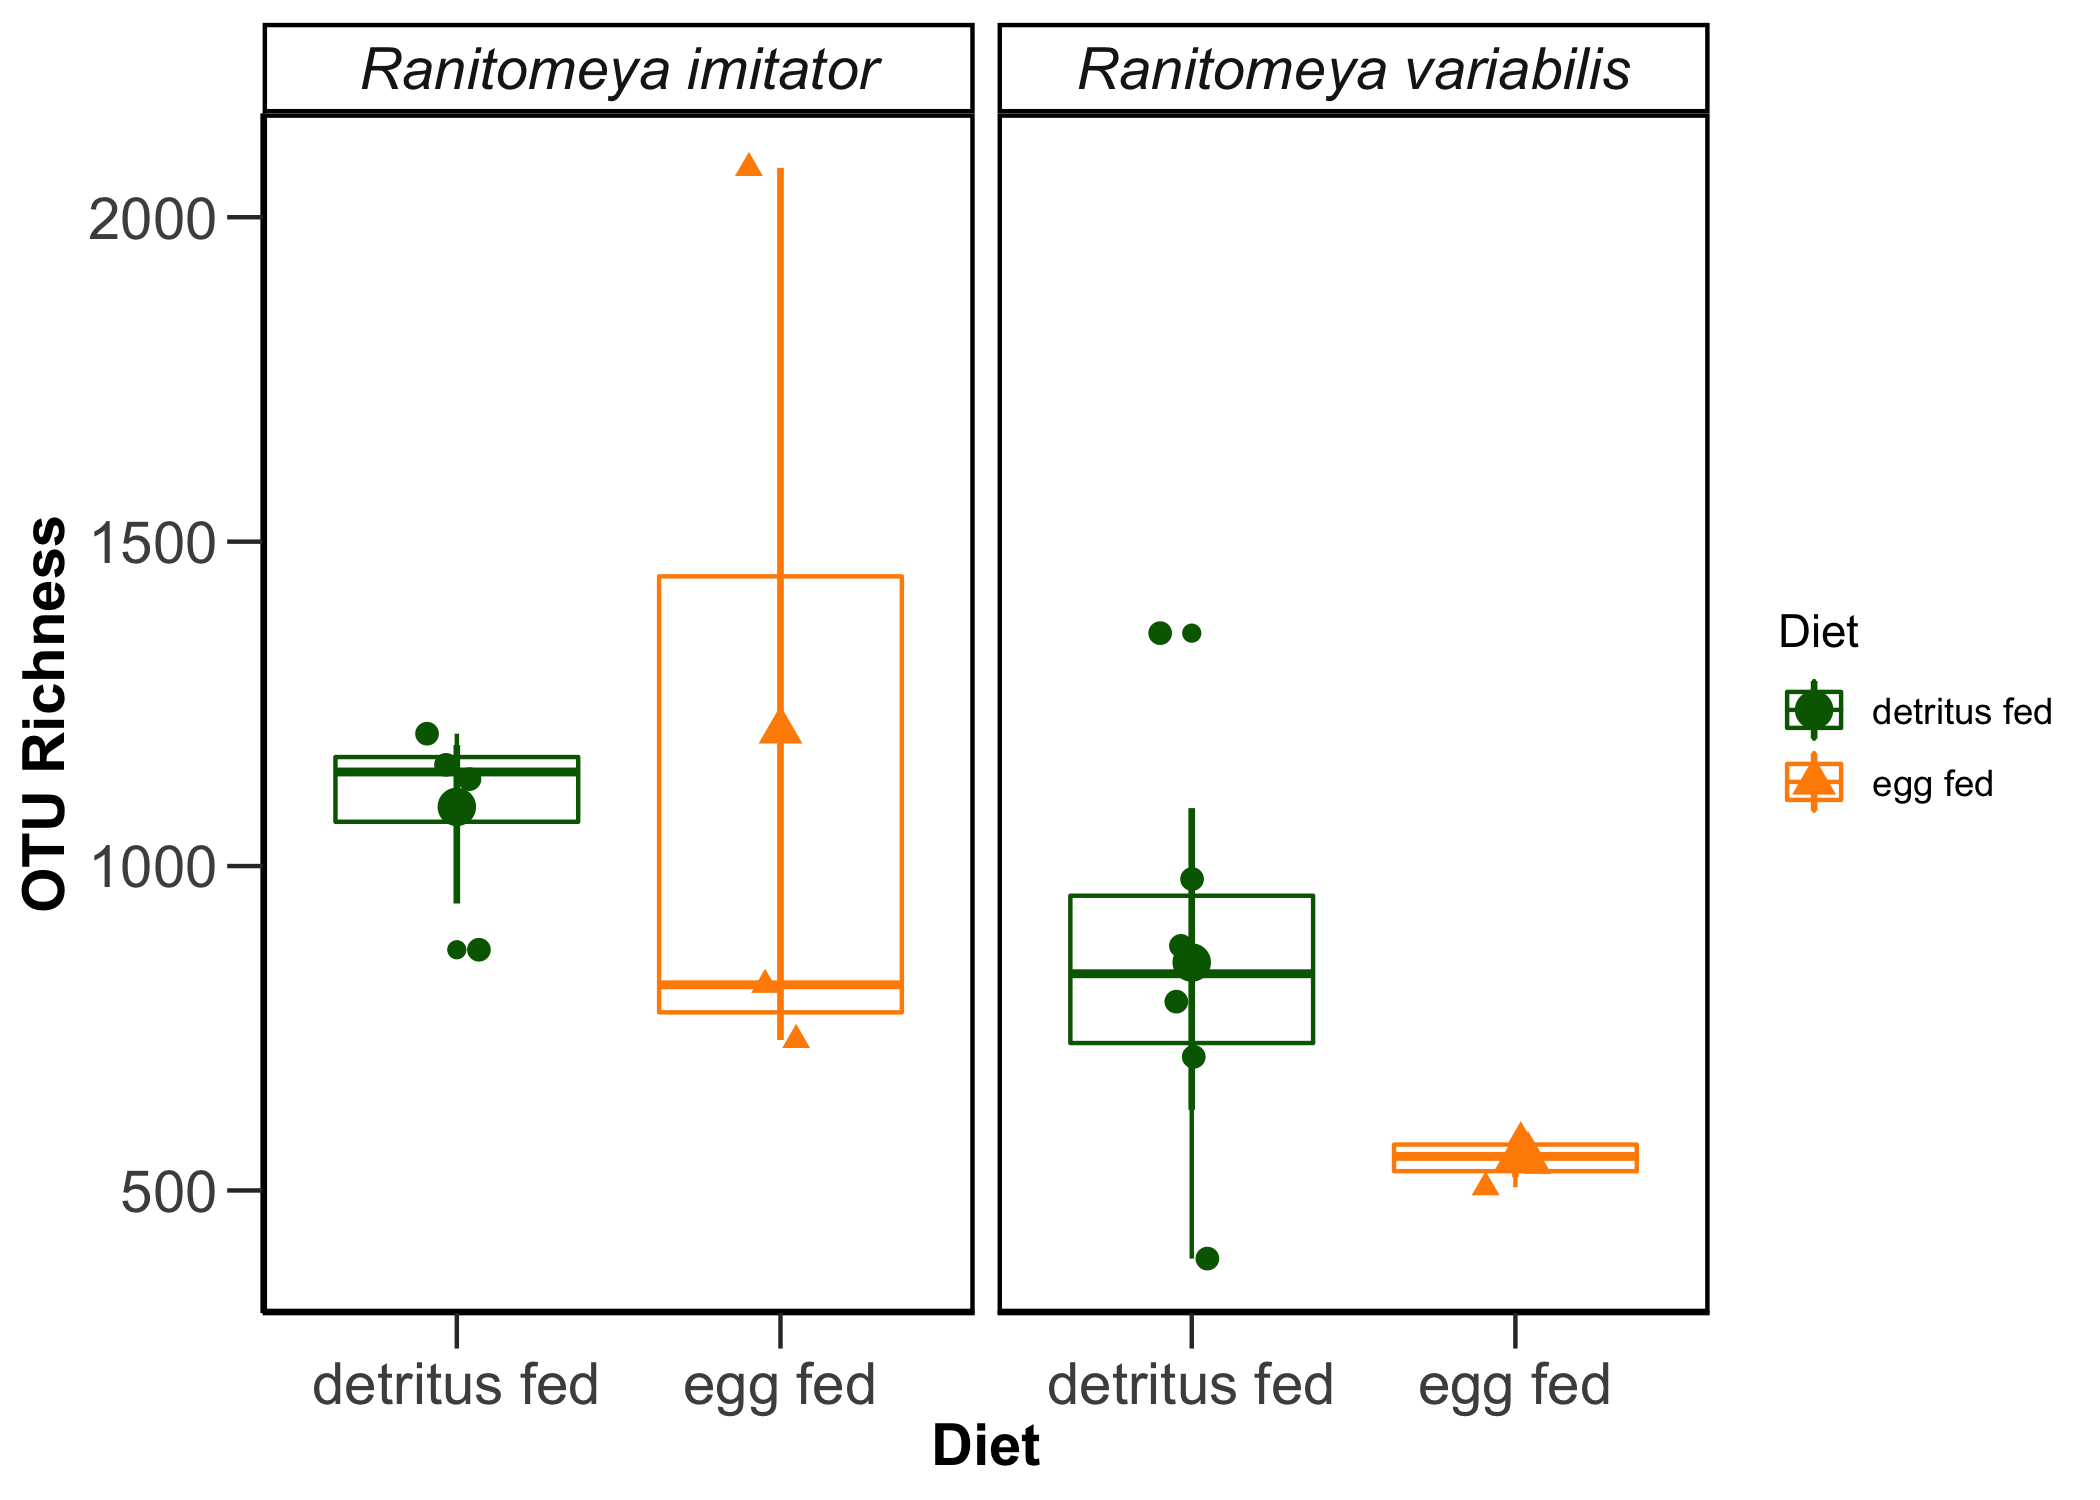 Ranitomeya imitator
Ranitomeya variabilis
OTU Richness
2000
1500
1000
500
detritus fed
egg fed
detritus fed
egg fed
Diet
Diet
detritus fed
egg fed